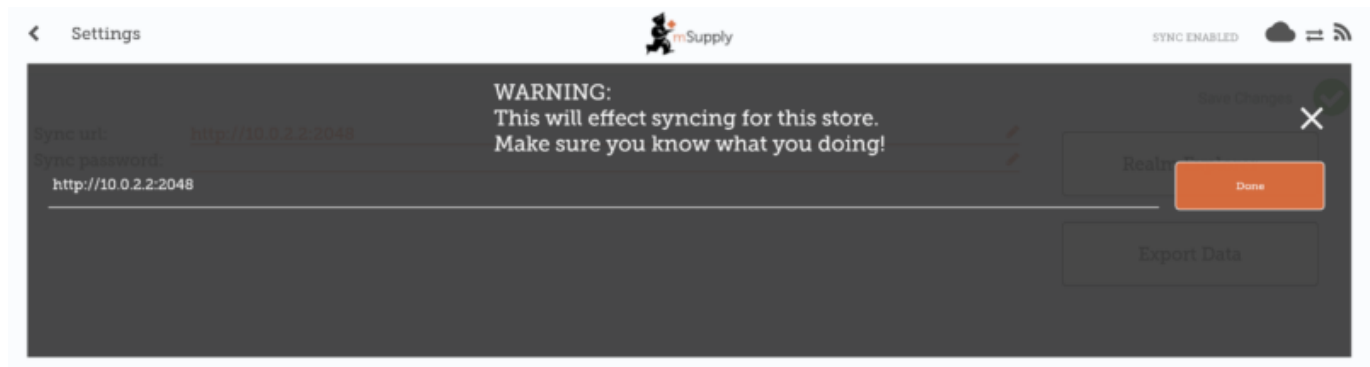 Settings
mSupply
SYNC ENABLED
WARNING:
This will effect syncing for this store.
Make sure you know what you doing!
Save Changes
Sync url: http://10.0.2.2:2048
Sync password:
http://10.0.2.2:2048
Done
Export Data